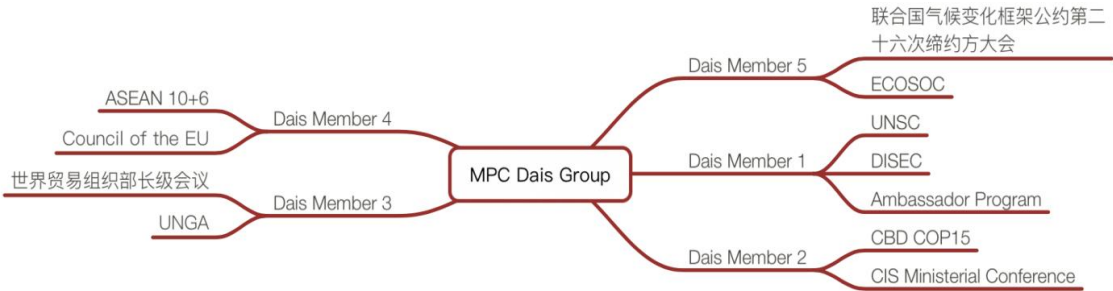 MPC Dais Group
Dais Member 5
联合国气候变化框架公约第二
十六次缔约方大会
ECOSOC
Dais Member 1
UNSC
DISEC
Ambassador Program
Dais Member 2
CBD COP15
CIS Ministerial Conference
Dais Member 4
ASEAN 10+6
Council of the EU
Dais Member 3
世界贸易组织部长级会议
UNGA